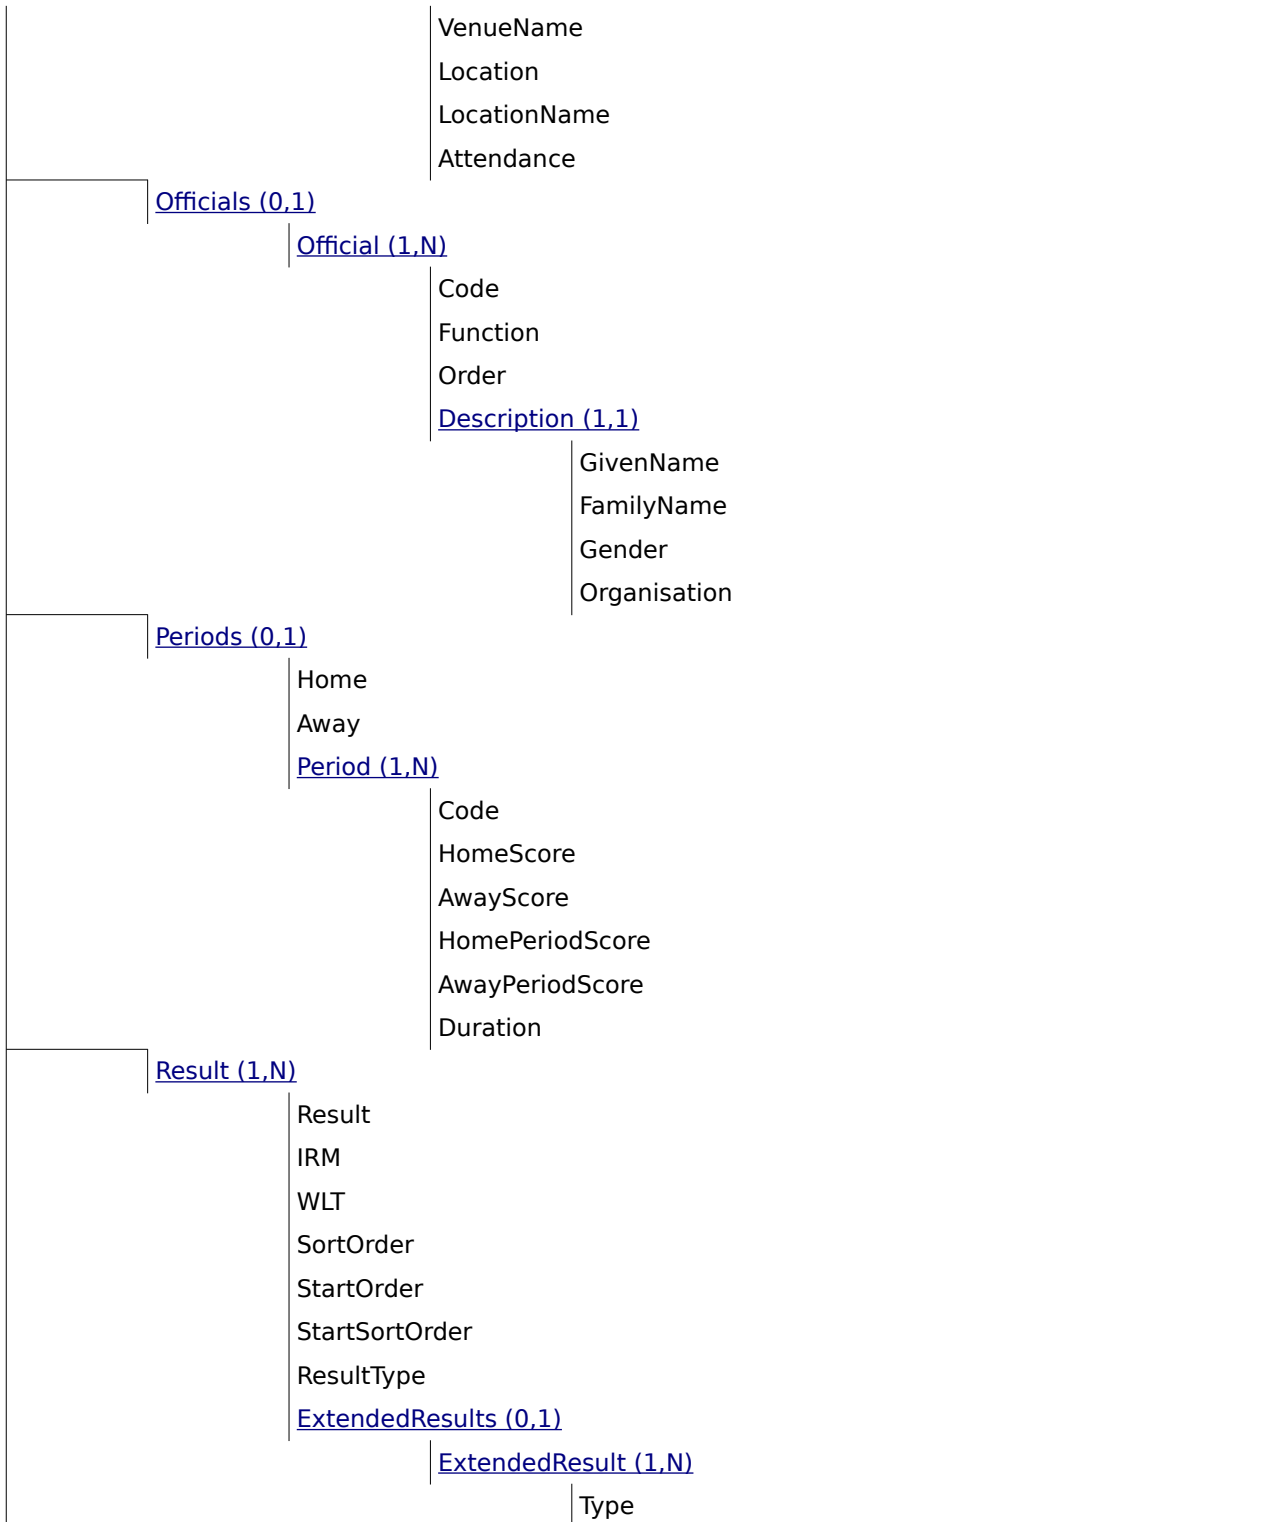 VenueName
Location
LocationName
Attendance
Officials (0,1)
Official (1,N)
Code
Function
Order
Description (1,1)
GivenName
FamilyName
Gender
Organisation
Periods (0,1)
Home
Away
Period (1,N)
Code
HomeScore
AwayScore
HomePeriodScore
AwayPeriodScore
Duration
Result (1,N)
Result
IRM
WLT
SortOrder
StartOrder
StartSortOrder
ResultType
ExtendedResults (0,1)
ExtendedResult (1,N)
Type